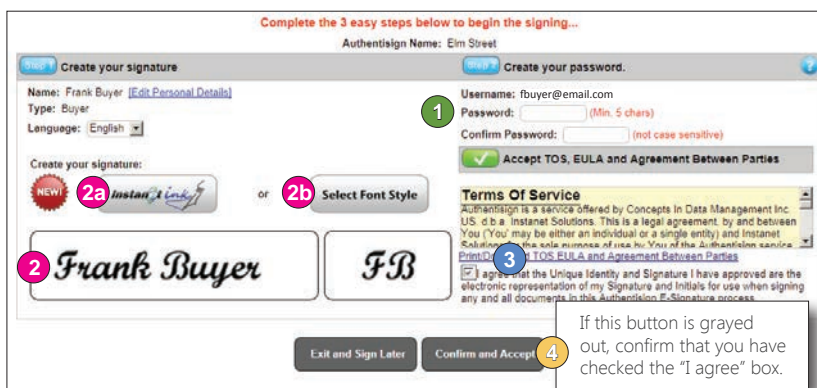 Complete the 3 easy steps below to begin the signing...
Authentisign Name: Elm Street
Step 1 Create your signature
Name: Frank Buyer [Edit Personal Details]
Type: Buyer
Language: English
Create your signature:
NEW! 2a Instanet ink or 2b Select Font Style
2 Frank Buyer FB
Step 2 Create your password. ?
Username: fbuyer@email.com
1 Password: (Min. 5 chars)
Confirm Password: (not case sensitive)
Accept TOS, EULA and Agreement Between Parties
Terms Of Service
Authentisign is a service offered by Concepts In Data Management Inc.
US. d.b.a. Instanet Solutions. This is a legal agreement, by and between
You ('You' may be either an individual or a single entity) and Instanet
Solutions for the sole purpose of use by You of the Authentisign service
Print/ TOS,EULA and Agreement Between Parties
3
I agree that the Unique Identity and Signature I have approved are the
electronic representation of my Signature and Initials for use when signing
any and all documents in this Authentisign E-Signature process
Exit and Sign Later Confirm and Accept 4
If this button is grayed
out, confirm that you have
checked the "I agree" box.